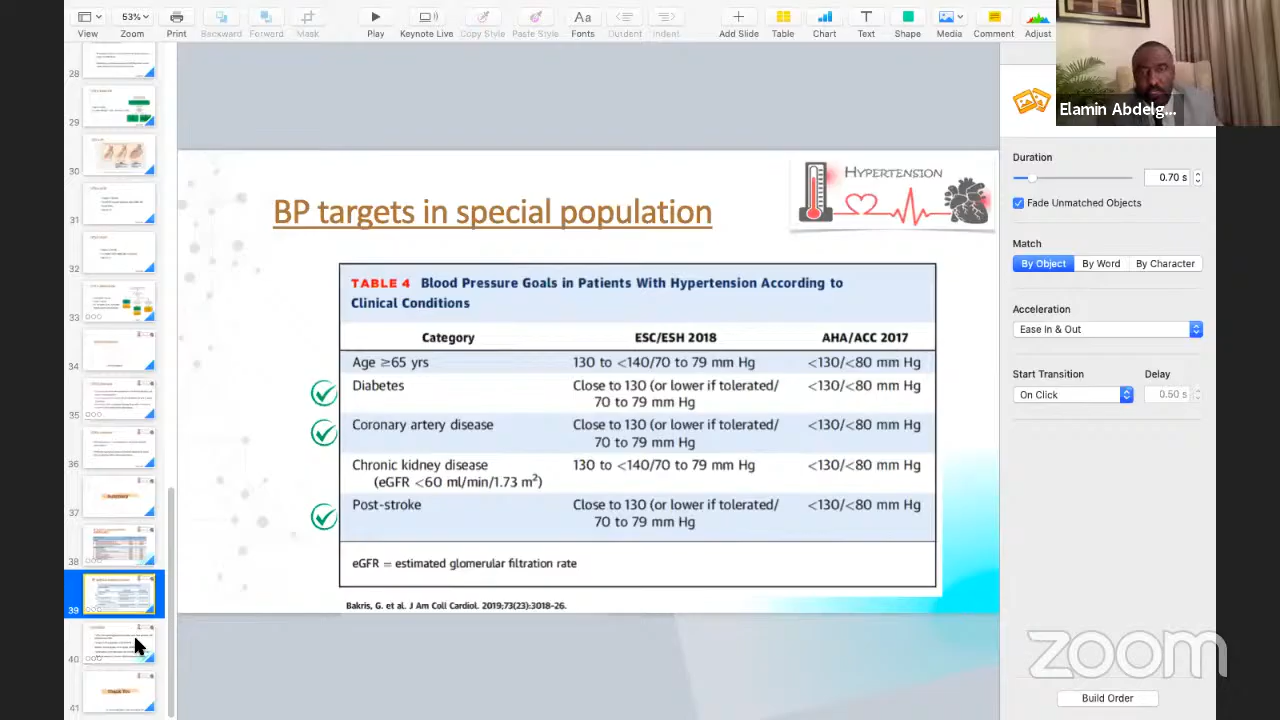 53%
View
Zoom
Print
Backward
Forward
Mask
Play
Keynote Live
Copy Style
Paste Style
Fonts
Outdent
Indent
Add Slide
Table
Chart
Text
Shape
Media
Comment
Adjust
Elamin Abdelg...
28
29
30
31
32
33
34
35
36
37
38
39
40
41
Thank You
HYPERTENSION
BP targets in special population
TABLE 4 Blood Pressure Goals in Patients With Hypertension According to
Clinical Conditions
Category ESC/ESH 2018 AHA/ACC 2017
Age ≥65 yrs 130 to <140/70 to 79 mm Hg <130/<80 mm Hg
Diabetes Close to 130 (or lower if tolerated)/ <130/<80 mm Hg
70 to 79 mm Hg
Coronary artery disease Close to 130 (or lower if tolerated)/ <130/<80 mm Hg
70 to 79 mm Hg
Chronic kidney disease 130 to <140/70 to 79 mm Hg <130/<80 mm Hg
(eGFR <60 ml/min/1.73 m²)
Post-stroke Close to 130 (or lower if tolerated)/ <130/<80 mm Hg
70 to 79 mm Hg
eGFR = estimated glomerular filtration rate
Bakris, G. et al. J Am Coll Cardiol. 2019;73(23):
Duration
0.70 s
Fade Unmatched Objects
Match
By Object
By Word
By Character
Acceleration
Ease In & Out
Start Transition
Delay
On Click
0.50 s
zoom
Build Order